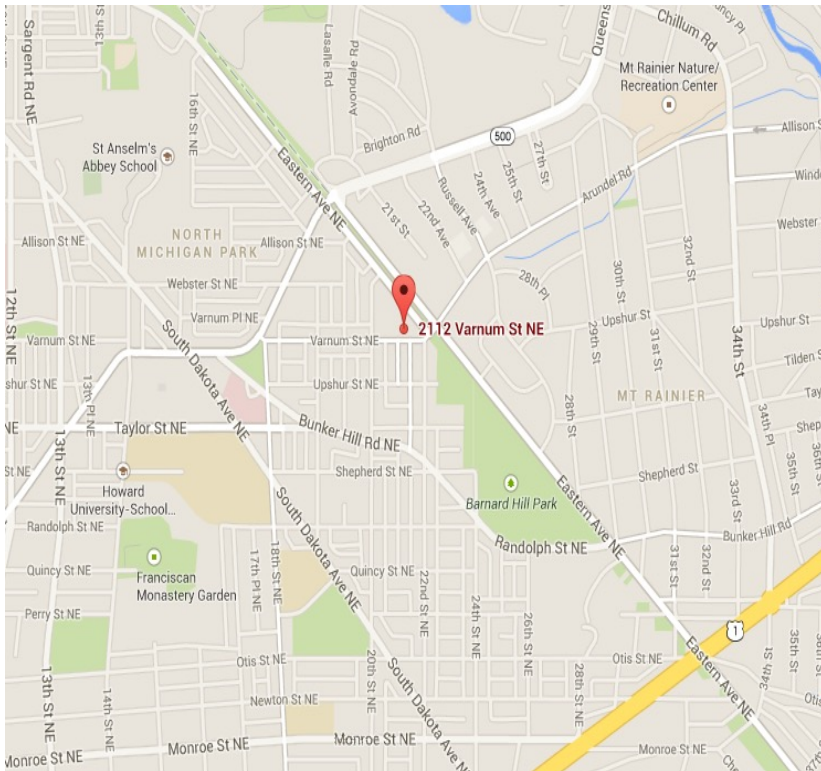 13th St
Sargent Rd NE
16th St NE
Lasalle Rd
Avondale Rd
Queens
Chillum Rd
Mt Rainier Nature/
Recreation Center
St Anselm's
Abbey School
Brighton Rd
500
27th St
25th St
24th Ave
Russell Ave
22nd Ave
21st St
Arundel Rd
Allison S
Eastern Ave NE
NORTH
MICHIGAN PARK
Allison St NE
Allison St NE
Webster St NE
Varnum Pl NE
28th Pl
30th St
32nd St
Webster
12th St NE
Varnum St NE
Varnum St NE
2112 Varnum St NE
Upshur St
Upshur St
29th St
31st St
34th St
Tilden S
pshur St NE
13th Pl NE
South Dakota Ave NE
Upshur St NE
MT RAINIER
28th St
34th Pl
Taylor St NE
Bunker Hill Rd NE
13th St NE
St NE
Howard
University-School...
Shepherd St NE
Shepherd St
33rd St
35th St
36th
Barnard Hill Park
Eastern Ave NE
Randolph St NE
South Dakota Ave NE
Randolph St NE
Bunker Hill Rd
Franciscan
Monastery Garden
Quincy St NE
17th Pl NE
18th St NE
Quincy St NE
22nd St NE
24th St NE
26th St NE
31st St
32nd St
Perry St NE
1
13th St NE
14th St NE
Otis St NE
20th St NE
28th St NE
Otis St NE
Eastern Ave NE
34th St
35th St
Newton St NE
South Dakota Ave NE
Monroe St NE
Monroe St NE
Monroe St NE
Monroe St NE
37th